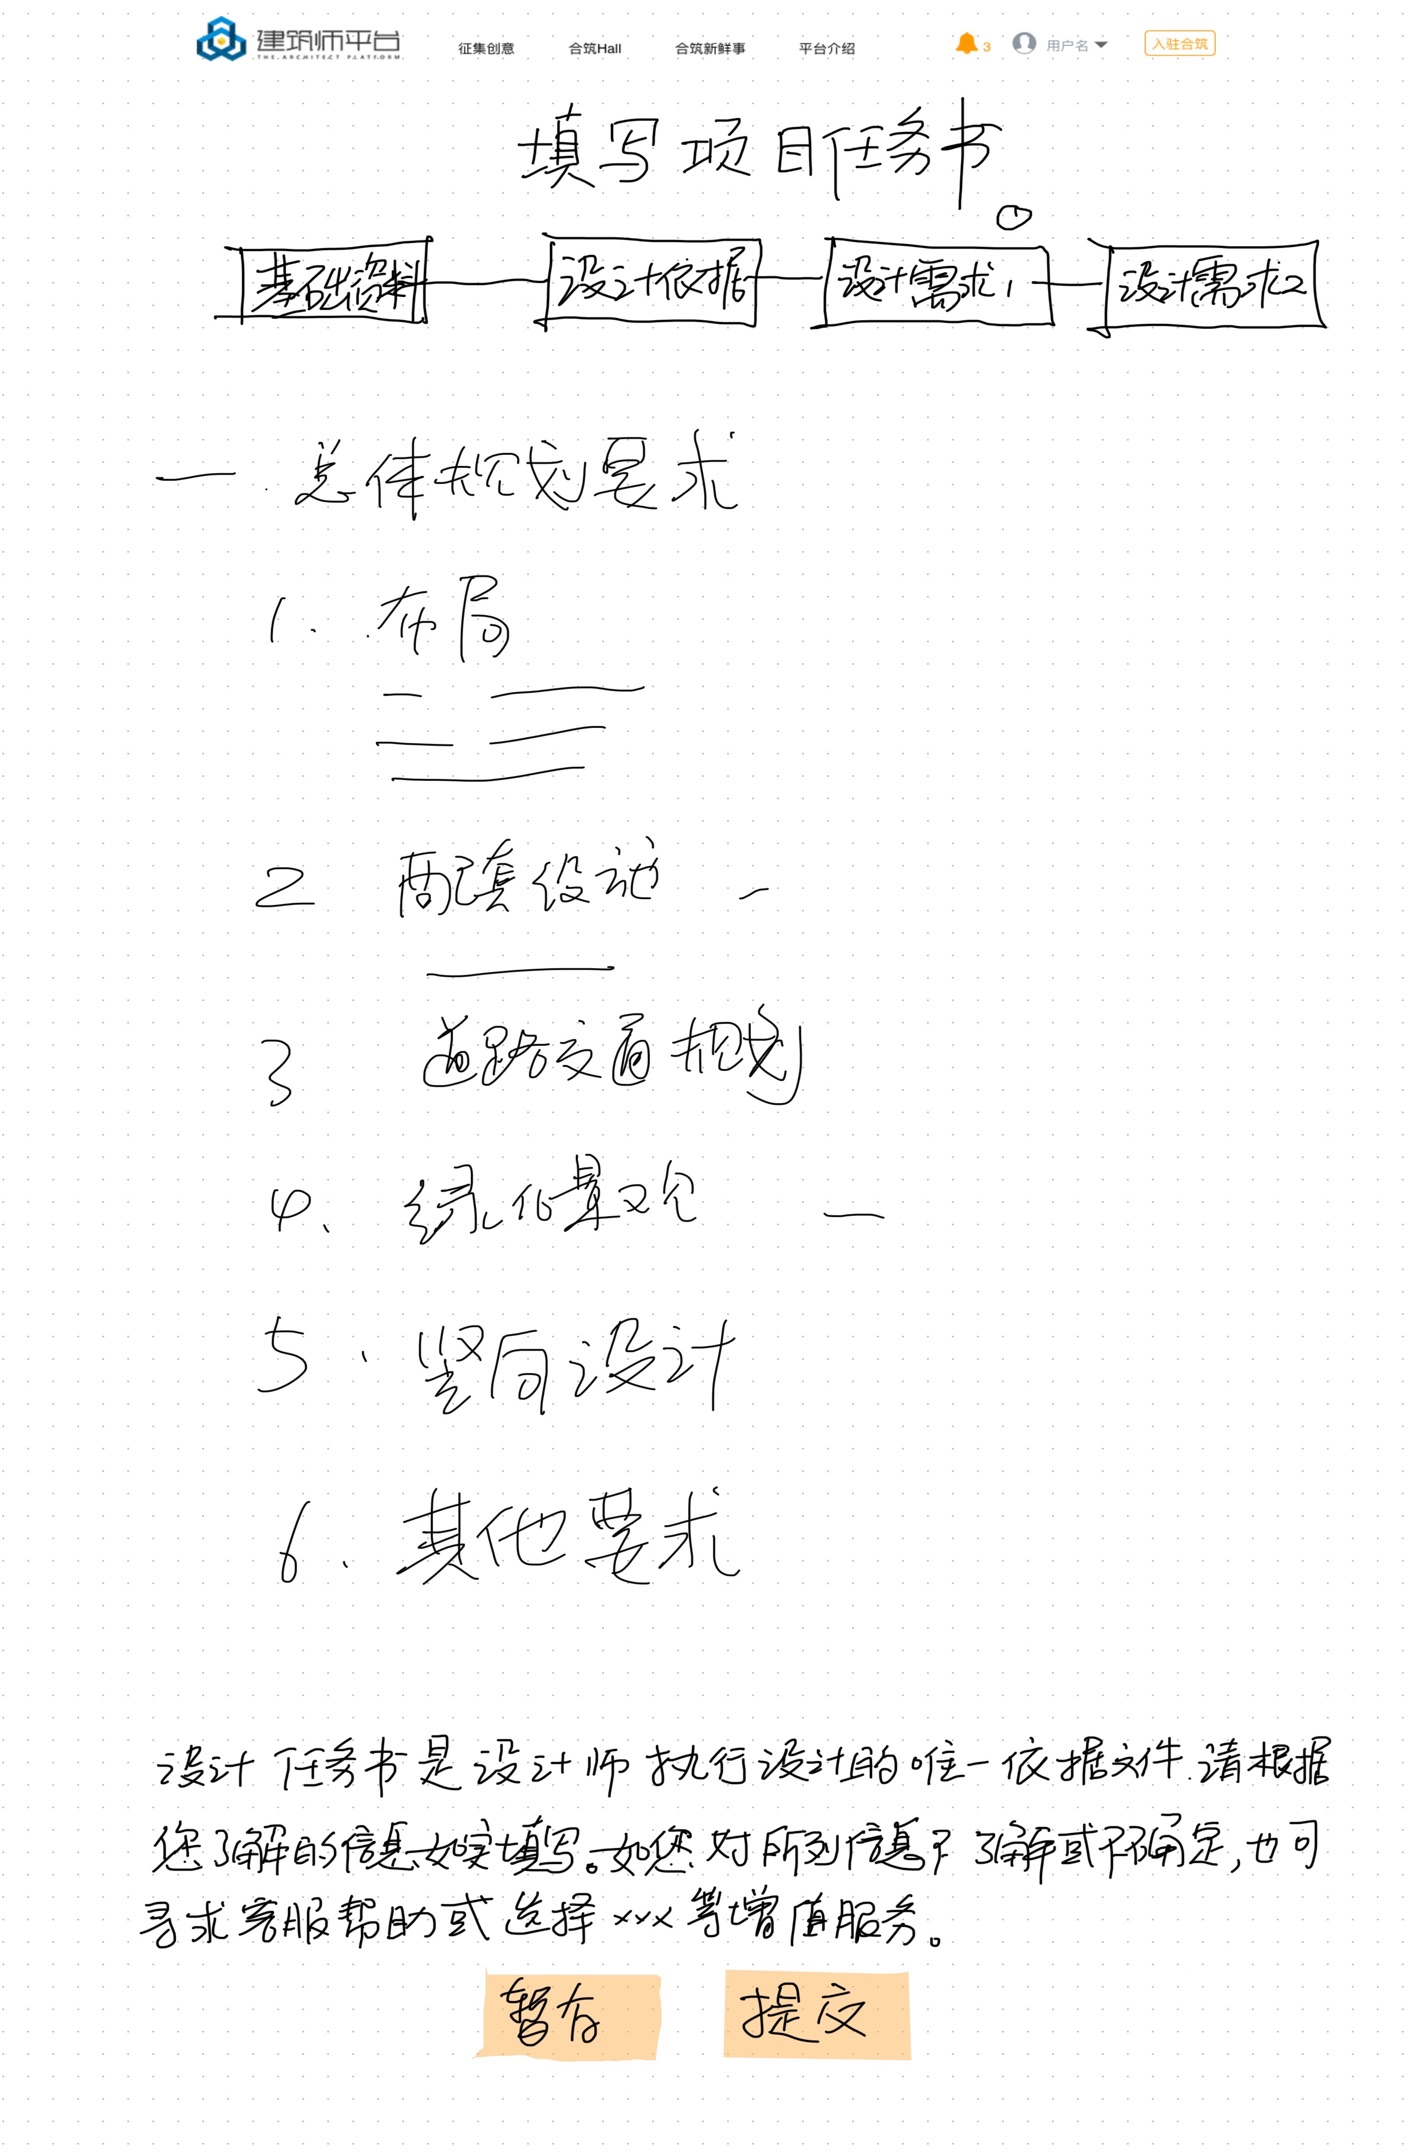 建筑师平台
THE ARCHITECT PLATFORM
征集创意 合筑Hall 合筑新鲜事 平台介绍 3 用户名 入驻合筑
填写项目任务书
基础资料 设计依据 设计需求1 设计需求2
一.总体规划要求
1. 布局
2 配套设施
3 道路交通规划
4、绿化景观
5、竖向设计
6、其他要求
设计任务书是设计师执行设计的唯一依据文件.请根据
您了解的信息如实填写。如您对所列信息不了解或不确定,也可
寻求客服帮助或选择xxx等增值服务。
暂存 提交